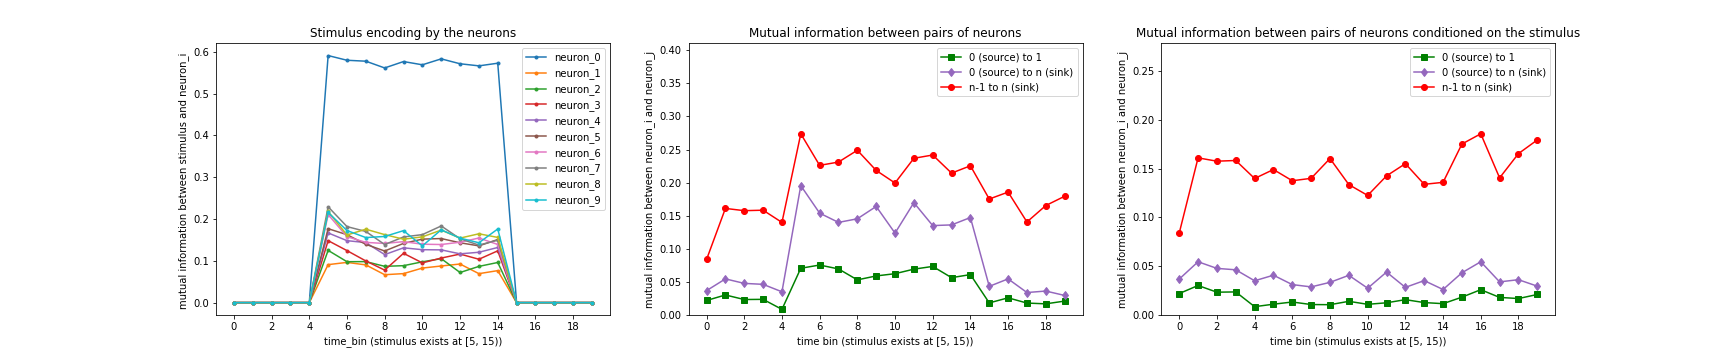 Stimulus encoding by the neurons
mutual information between stimulus and neuron_i
0.6
0.5
0.4
0.3
0.2
0.1
0.0
neuron_0
neuron_1
neuron_2
neuron_3
neuron_4
neuron_5
neuron_6
neuron_7
neuron_8
neuron_9
0 2 4 6 8 10 12 14 16 18
time_bin (stimulus exists at [5, 15))
Mutual information between pairs of neurons
mutual information between neuron_i and neuron_j
0.40
0.35
0.30
0.25
0.20
0.15
0.10
0.05
0.00
0 (source) to 1
0 (source) to n (sink)
n-1 to n (sink)
0 2 4 6 8 10 12 14 16 18
time bin (stimulus exists at [5, 15))
Mutual information between pairs of neurons conditioned on the stimulus
mutual information between neuron_i and neuron_j
0.25
0.20
0.15
0.10
0.05
0.00
0 (source) to 1
0 (source) to n (sink)
n-1 to n (sink)
0 2 4 6 8 10 12 14 16 18
time bin (stimulus exists at [5, 15))